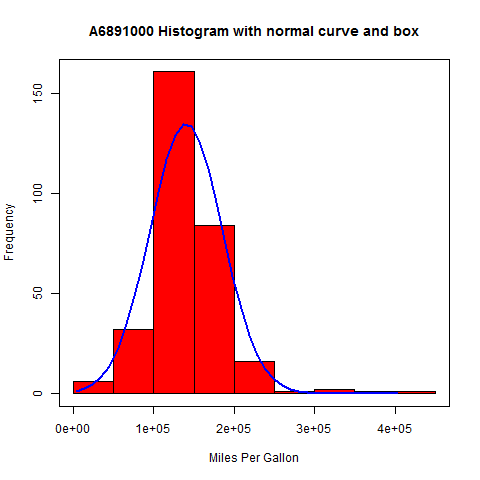 A6891000 Histogram with normal curve and box
Frequency
150
100
50
0
0e+00 1e+05 2e+05 3e+05 4e+05
Miles Per Gallon